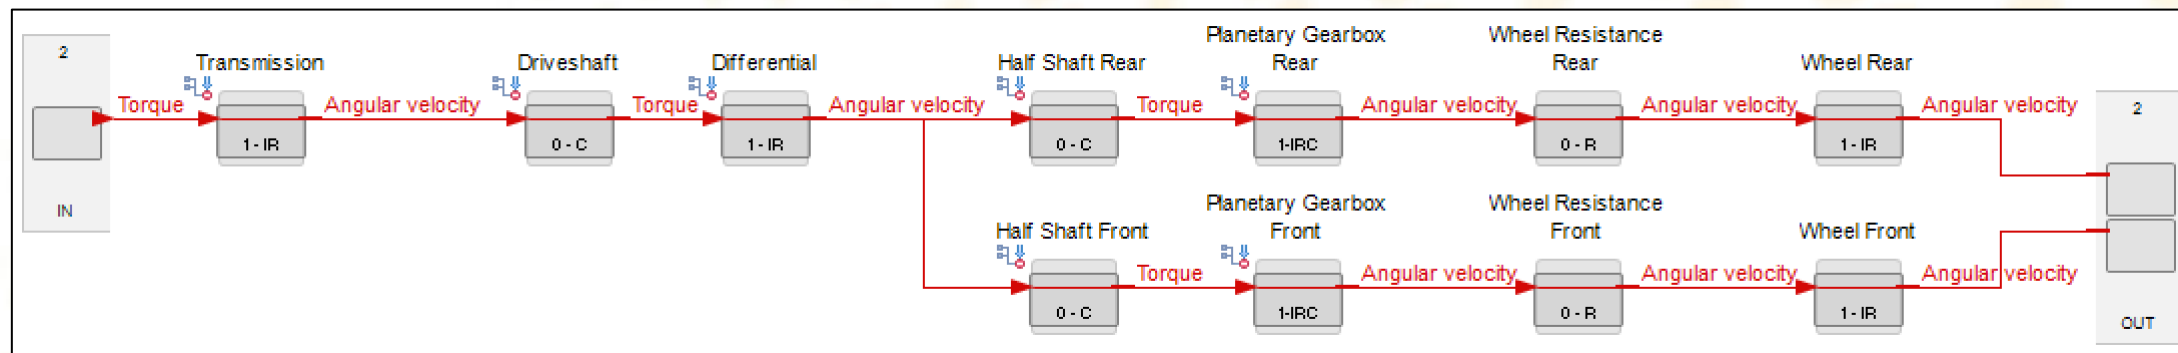 2
IN
Torque
Transmission
1 - IR
Angular velocity
Driveshaft
0 - C
Torque
Differential
1 - IR
Angular velocity
Half Shaft Rear
0 - C
Torque
Planetary Gearbox
Rear
1-IRC
Angular velocity
Wheel Resistance
Rear
0 - R
Angular velocity
Wheel Rear
1 - IR
Angular velocity
Half Shaft Front
0 - C
Torque
Planetary Gearbox
Front
1-IRC
Angular velocity
Wheel Resistance
Front
0 - R
Angular velocity
Wheel Front
1 - IR
Angular velocity
2
OUT